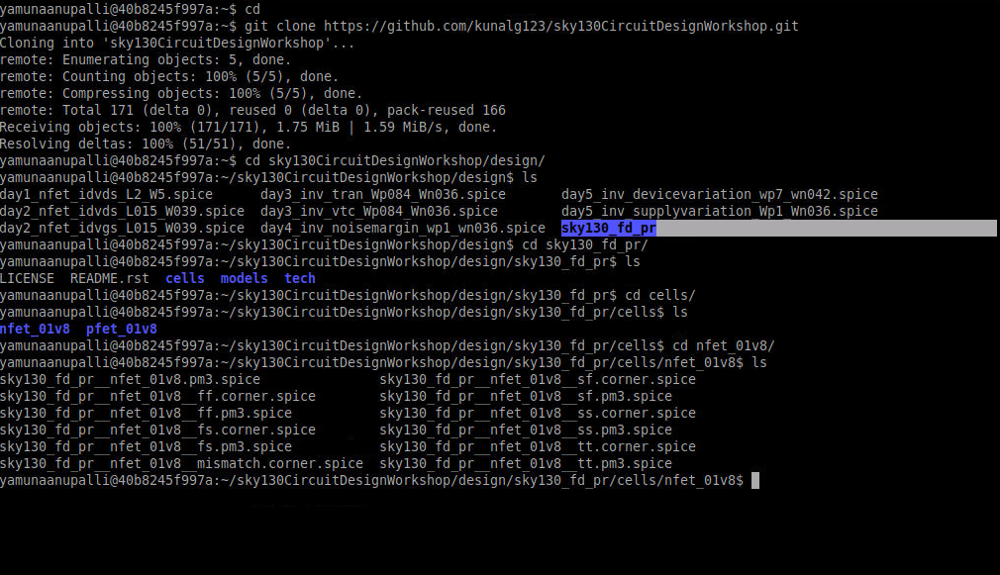 yamunaanupalli@40b8245f997a:~$ cd
yamunaanupalli@40b8245f997a:~$ git clone https://github.com/kunalg123/sky130CircuitDesignWorkshop.git
Cloning into 'sky130CircuitDesignWorkshop'...
remote: Enumerating objects: 5, done.
remote: Counting objects: 100% (5/5), done.
remote: Compressing objects: 100% (5/5), done.
remote: Total 171 (delta 0), reused 0 (delta 0), pack-reused 166
Receiving objects: 100% (171/171), 1.75 MiB | 1.59 MiB/s, done.
Resolving deltas: 100% (51/51), done.
yamunaanupalli@40b8245f997a:~$ cd sky130CircuitDesignWorkshop/design/
yamunaanupalli@40b8245f997a:~/sky130CircuitDesignWorkshop/design$ ls
day1_nfet_idvds_L2_W5.spice      day3_inv_tran_Wp084_Wn036.spice       day5_inv_devicevariation_wp7_wn042.spice
day2_nfet_idvds_L015_W039.spice  day3_inv_vtc_Wp084_Wn036.spice        day5_inv_supplyvariation_Wp1_Wn036.spice
day2_nfet_idvgs_L015_W039.spice  day4_inv_noisemargin_wp1_wn036.spice  sky130_fd_pr
yamunaanupalli@40b8245f997a:~/sky130CircuitDesignWorkshop/design$ cd sky130_fd_pr/
yamunaanupalli@40b8245f997a:~/sky130CircuitDesignWorkshop/design/sky130_fd_pr$ ls
LICENSE  README.rst  cells  models  tech
yamunaanupalli@40b8245f997a:~/sky130CircuitDesignWorkshop/design/sky130_fd_pr$ cd cells/
yamunaanupalli@40b8245f997a:~/sky130CircuitDesignWorkshop/design/sky130_fd_pr/cells$ ls
nfet_01v8  pfet_01v8
yamunaanupalli@40b8245f997a:~/sky130CircuitDesignWorkshop/design/sky130_fd_pr/cells$ cd nfet_01v8/
yamunaanupalli@40b8245f997a:~/sky130CircuitDesignWorkshop/design/sky130_fd_pr/cells/nfet_01v8$ ls
sky130_fd_pr__nfet_01v8.pm3.spice               sky130_fd_pr__nfet_01v8__sf.corner.spice
sky130_fd_pr__nfet_01v8__ff.corner.spice        sky130_fd_pr__nfet_01v8__sf.pm3.spice
sky130_fd_pr__nfet_01v8__ff.pm3.spice           sky130_fd_pr__nfet_01v8__ss.corner.spice
sky130_fd_pr__nfet_01v8__fs.corner.spice        sky130_fd_pr__nfet_01v8__ss.pm3.spice
sky130_fd_pr__nfet_01v8__fs.pm3.spice           sky130_fd_pr__nfet_01v8__tt.corner.spice
sky130_fd_pr__nfet_01v8__mismatch.corner.spice  sky130_fd_pr__nfet_01v8__tt.pm3.spice
yamunaanupalli@40b8245f997a:~/sky130CircuitDesignWorkshop/design/sky130_fd_pr/cells/nfet_01v8$